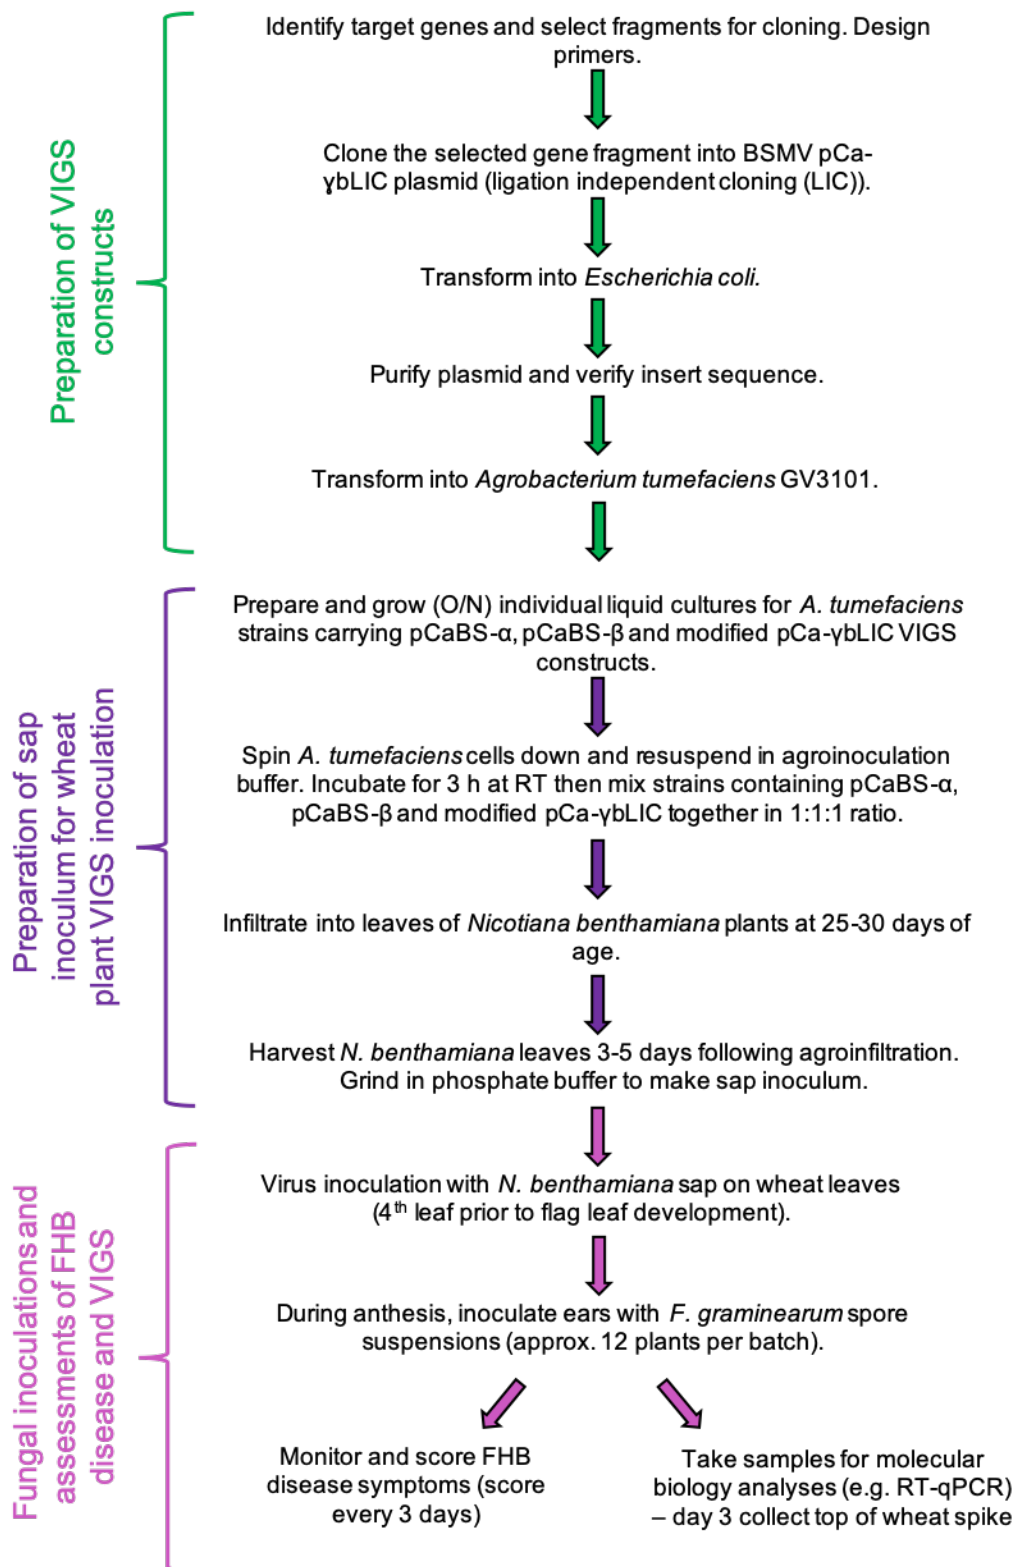 Preparation of VIGS
constructs
Identify target genes and select fragments for cloning. Design
primers.
Clone the selected gene fragment into BSMV pCa-
γbLIC plasmid (ligation independent cloning (LIC)).
Transform into Escherichia coli.
Purify plasmid and verify insert sequence.
Transform into Agrobacterium tumefaciens GV3101.
Preparation of sap
inoculum for wheat
plant VIGS inoculation
Prepare and grow (O/N) individual liquid cultures for A. tumefaciens
strains carrying pCaBS-α, pCaBS-β and modified pCa-γbLIC VIGS
constructs.
Spin A. tumefaciens cells down and resuspend in agroinoculation
buffer. Incubate for 3 h at RT then mix strains containing pCaBS-α,
pCaBS-β and modified pCa-γbLIC together in 1:1:1 ratio.
Infiltrate into leaves of Nicotiana benthamiana plants at 25-30 days of
age.
Harvest N. benthamiana leaves 3-5 days following agroinfiltration.
Grind in phosphate buffer to make sap inoculum.
Fungal inoculations and
assessments of FHB
disease and VIGS
Virus inoculation with N. benthamiana sap on wheat leaves
(4th leaf prior to flag leaf development).
During anthesis, inoculate ears with F. graminearum spore
suspensions (approx. 12 plants per batch).
Monitor and score FHB
disease symptoms (score
every 3 days)
Take samples for molecular
biology analyses (e.g. RT-qPCR)
– day 3 collect top of wheat spike